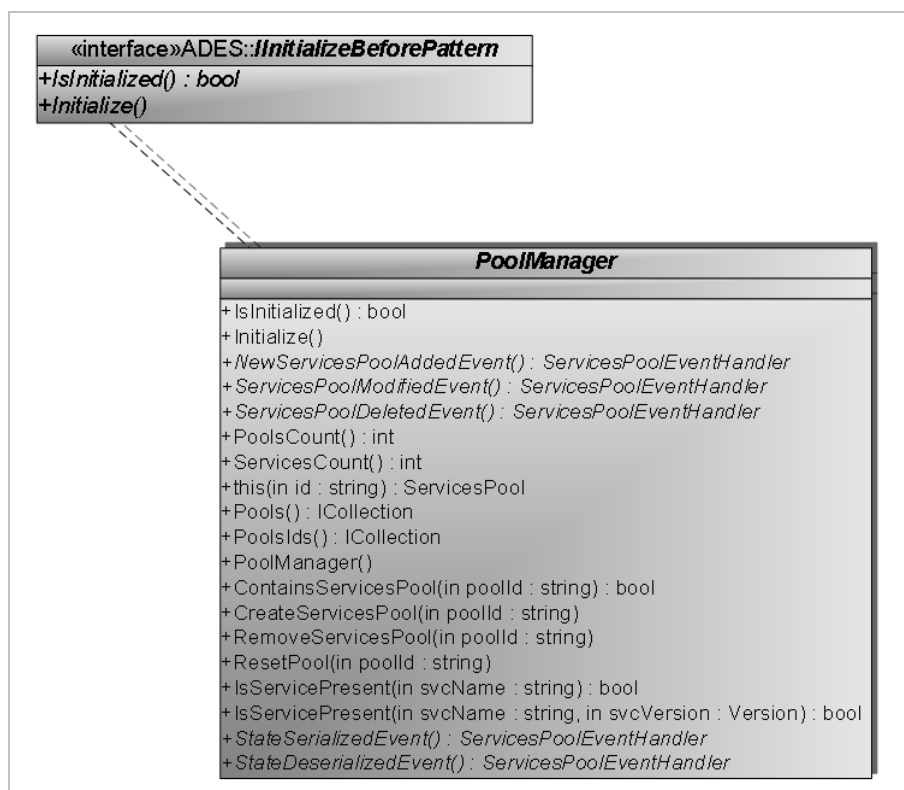 «interface»ADES::IInitializeBeforePattern
+IsInitialized() : bool
+Initialize()
PoolManager
+IsInitialized() : bool
+Initialize()
+NewServicesPoolAddedEvent() : ServicesPoolEventHandler
+ServicesPoolModifiedEvent() : ServicesPoolEventHandler
+ServicesPoolDeletedEvent() : ServicesPoolEventHandler
+PoolsCount() : int
+ServicesCount() : int
+this(in id : string) : ServicesPool
+Pools() : ICollection
+PoolsIds() : ICollection
+PoolManager()
+ContainsServicesPool(in poolId : string) : bool
+CreateServicesPool(in poolId : string)
+RemoveServicesPool(in poolId : string)
+ResetPool(in poolId : string)
+IsServicePresent(in svcName : string) : bool
+IsServicePresent(in svcName : string, in svcVersion : Version) : bool
+StateSerializedEvent() : ServicesPoolEventHandler
+StateDeserializedEvent() : ServicesPoolEventHandler